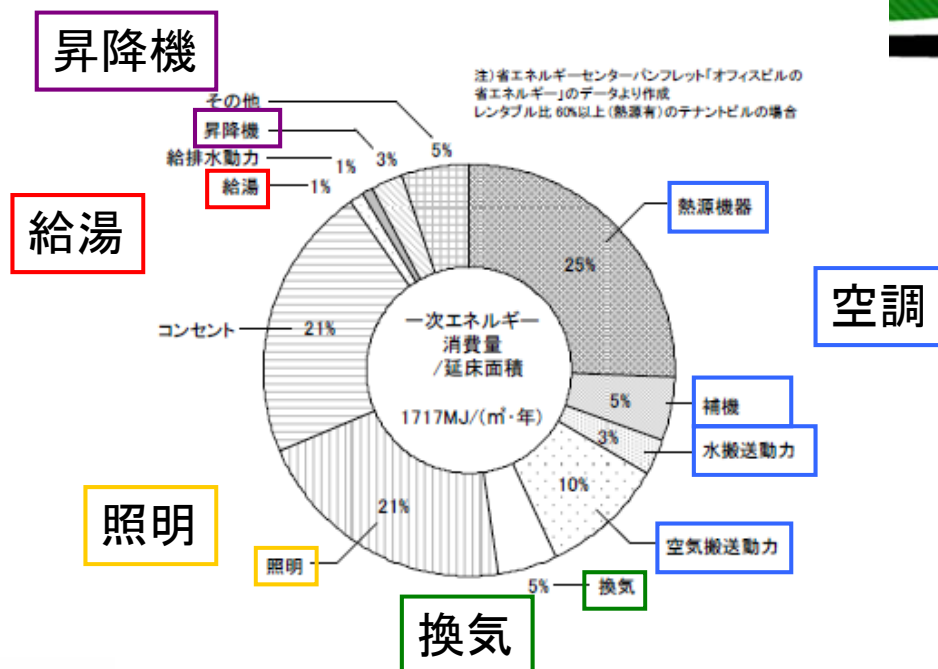 昇降機
注）省エネルギーセンターパンフレット「オフィスビルの
省エネルギー」のデータより作成
レンタブル比 60%以上（熱源有）のテナントビルの場合
その他
5%
昇降機
3%
給排水動力
1%
給湯
1%
給湯
熱源機器
25%
空調
コンセント
21%
一次エネルギー
消費量
/延床面積
1717MJ/(㎡・年)
5%
補機
3%
水搬送動力
10%
空気搬送動力
照明
21%
照明
5%
換気
換気